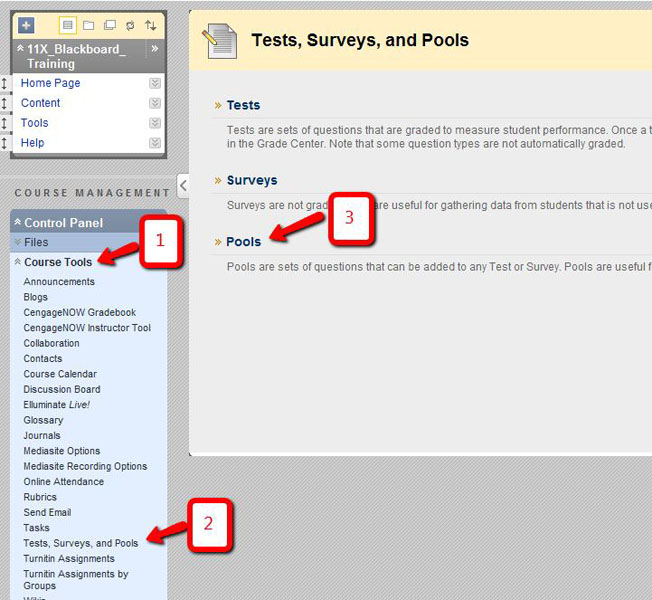 11X_Blackboard_
Training
Home Page
Content
Tools
Help
COURSE MANAGEMENT
Control Panel
Files
Course Tools
Announcements
Blogs
CengageNOW Gradebook
CengageNOW Instructor Tool
Collaboration
Contacts
Course Calendar
Discussion Board
Elluminate Live!
Glossary
Journals
Mediasite Options
Mediasite Recording Options
Online Attendance
Rubrics
Send Email
Tasks
Tests, Surveys, and Pools
Turnitin Assignments
Turnitin Assignments by
Groups
Wikis
1
2
Tests, Surveys, and Pools
Tests
Tests are sets of questions that are graded to measure student performance. Once a t
in the Grade Center. Note that some question types are not automatically graded.
Surveys
Surveys are not grad are useful for gathering data from students that is not use
3
Pools
Pools are sets of questions that can be added to any Test or Survey. Pools are useful f